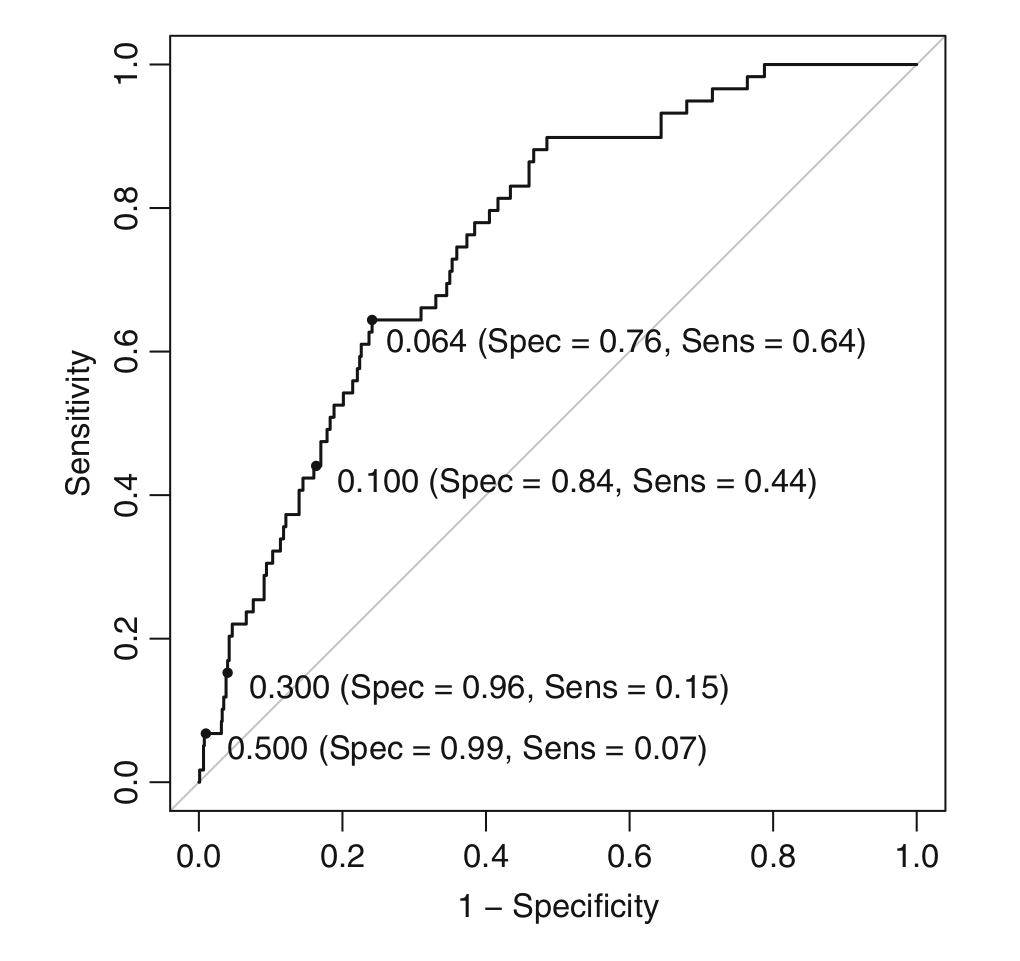 1.0
0.8
0.6
0.4
0.2
0.0
Sensitivity
0.064 (Spec = 0.76, Sens = 0.64)
0.100 (Spec = 0.84, Sens = 0.44)
0.300 (Spec = 0.96, Sens = 0.15)
0.500 (Spec = 0.99, Sens = 0.07)
0.0 0.2 0.4 0.6 0.8 1.0
1 – Specificity